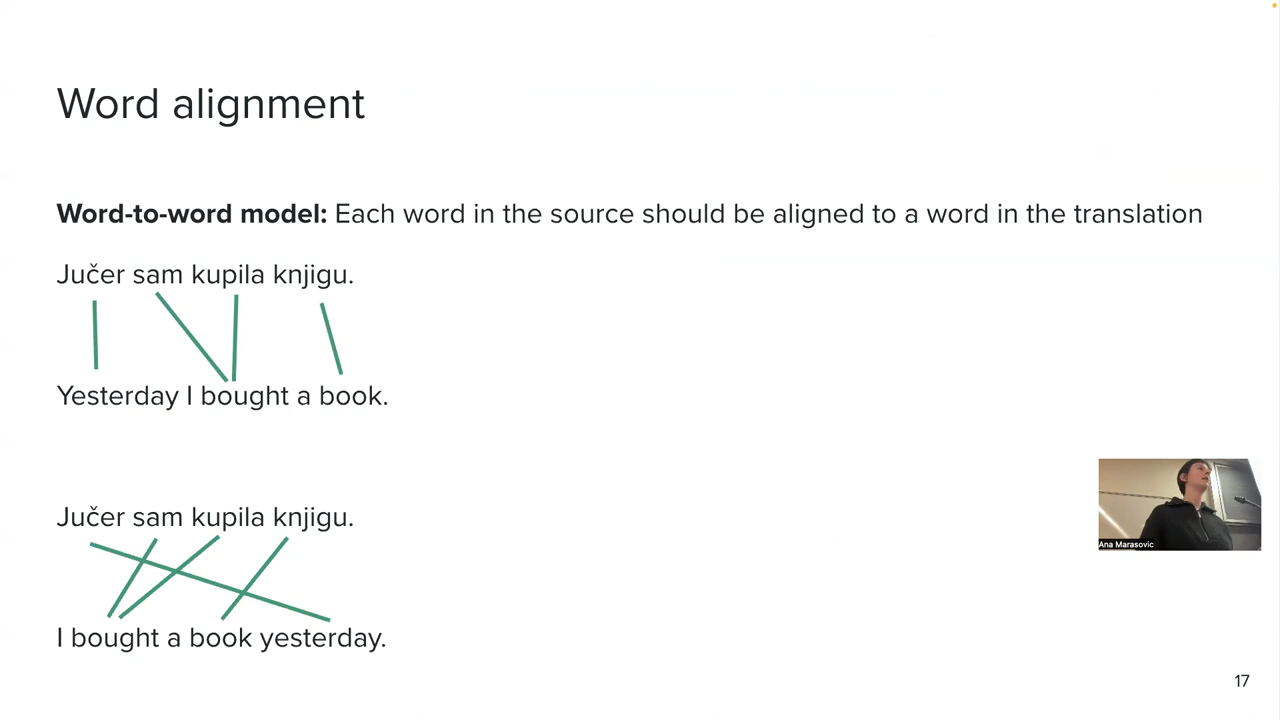 Word alignment
Word-to-word model: Each word in the source should be aligned to a word in the translation
Jučer sam kupila knjigu.
Yesterday I bought a book.
Jučer sam kupila knjigu.
Ana Marasovic
I bought a book yesterday.
17